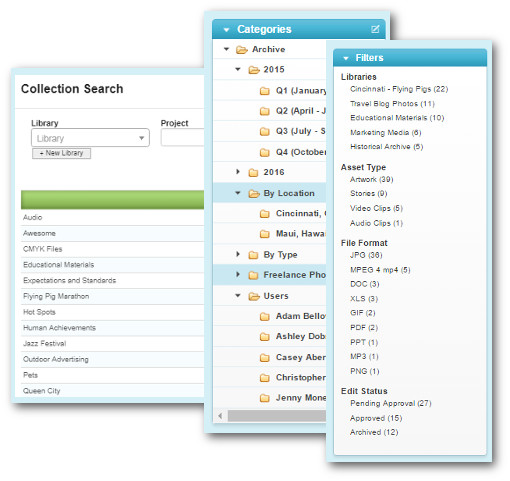 Collection Search
Library
Project
Library
+ New Library
Audio
Awesome
CMYK Files
Educational Materials
Expectations and Standards
Flying Pig Marathon
Hot Spots
Human Achievements
Jazz Festival
Outdoor Advertising
Pets
Queen City
Categories
Archive
2015
Q1 (January
Q2 (April - J
Q3 (July - S
Q4 (October
2016
By Location
Cincinnati,
Maui, Hawa
By Type
Freelance Pho
Users
Adam Bello
Ashley Dob
Casey Aber
Christopher
Jenny Mone
Filters
Libraries
Cincinnati - Flying Pigs (22)
Travel Blog Photos (11)
Educational Materials (10)
Marketing Media (6)
Historical Archive (5)
Asset Type
Artwork (39)
Stories (9)
Video Clips (5)
Audio Clips (1)
File Format
JPG (36)
MPEG 4 mp4 (5)
DOC (3)
XLS (3)
GIF (2)
PDF (2)
PPT (1)
MP3 (1)
PNG (1)
Edit Status
Pending Approval (27)
Approved (15)
Archived (12)